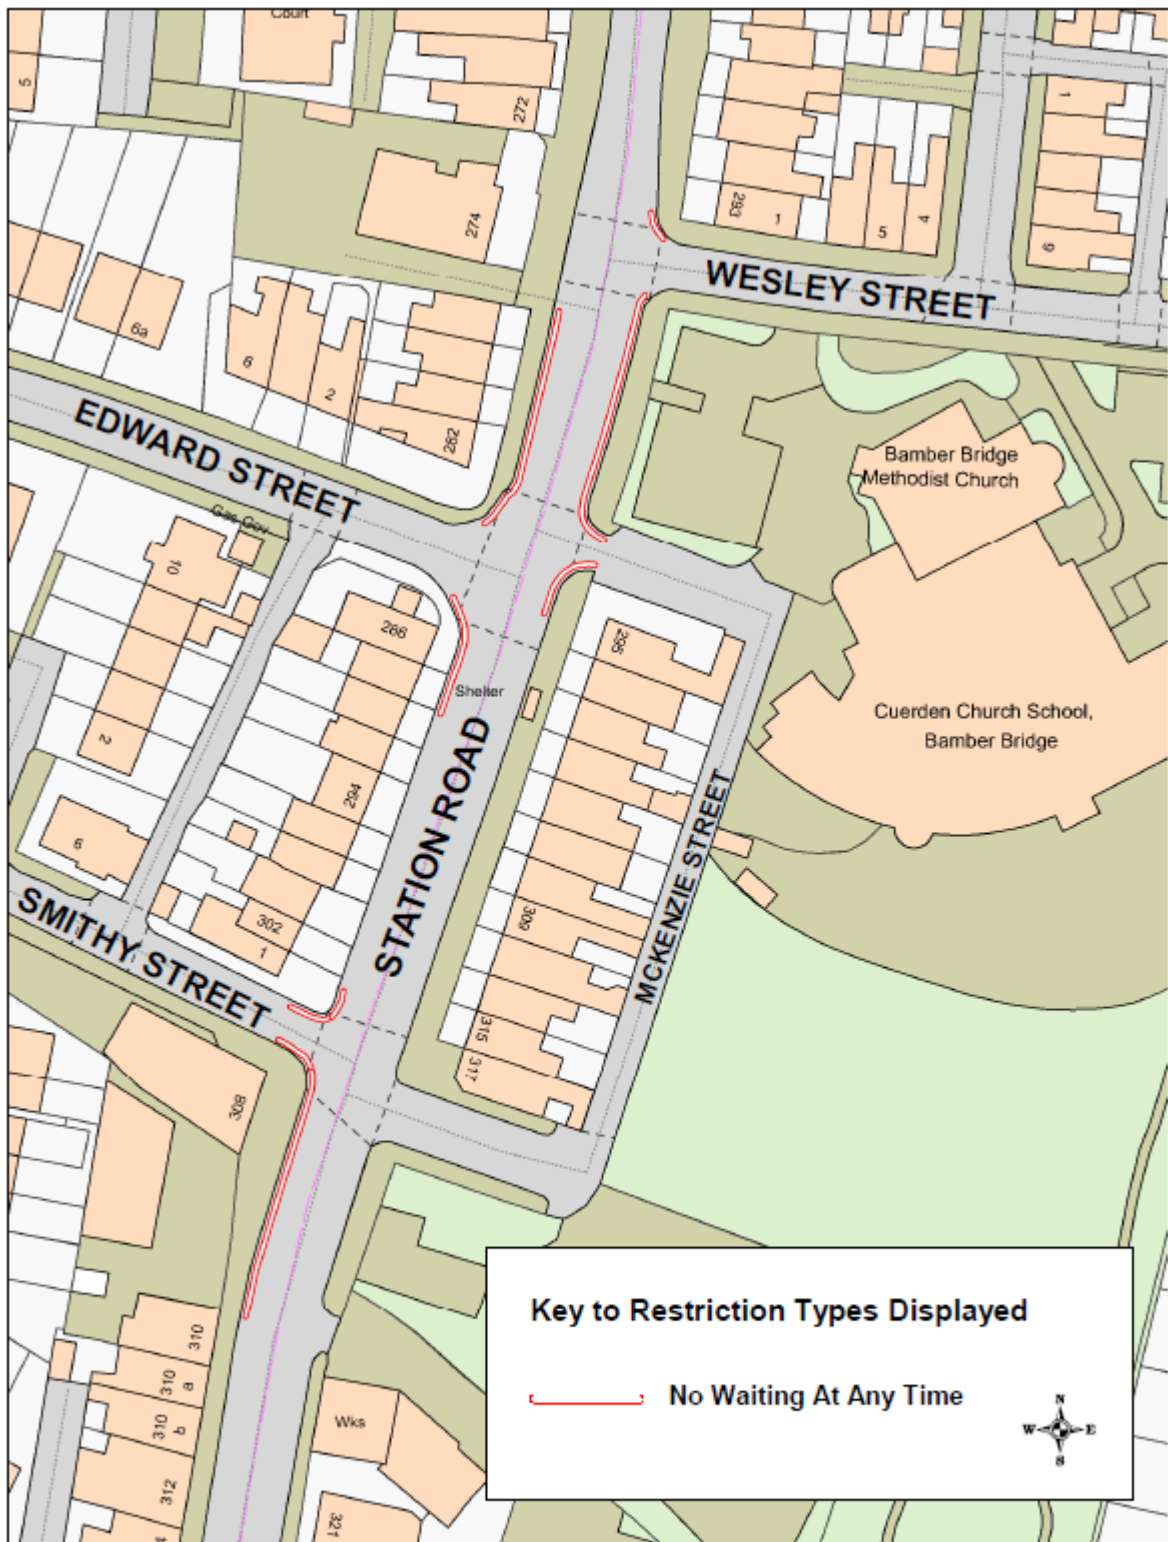 Court
5
272
274
293
1
5
4
1
9
WESLEY STREET
6a
6
2
282
EDWARD STREET
Gas Gov
10
286
295
Bamber Bridge
Methodist Church
Shelter
Cuerden Church School,
Bamber Bridge
2
294
STATION ROAD
MCKENZIE STREET
6
302
1
309
SMITHY STREET
315
317
308
310
310
a
310
b
312
Wks
321
Key to Restriction Types Displayed
No Waiting At Any Time
N
W
E
S